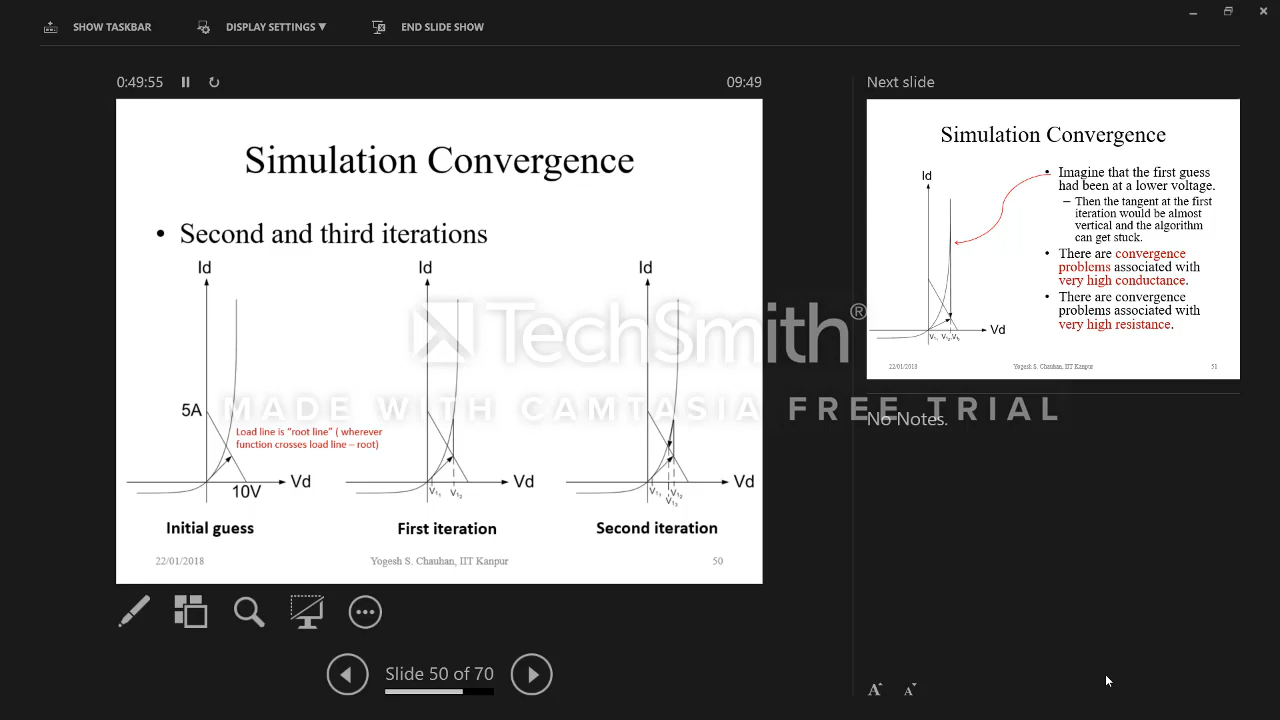 SHOW TASKBAR
DISPLAY SETTINGS ▼
END SLIDE SHOW
0:49:55
09:49
Simulation Convergence
• Second and third iterations
Id
5A
Load line is “root line” ( wherever
function crosses load line – root)
10V
Vd
Initial guess
Id
V₁₁
V₁₂
Vd
First iteration
Id
V₁₁
V₁₃
V₁₂
Vd
Second iteration
22/01/2018
Yogesh S. Chauhan, IIT Kanpur
50
Slide 50 of 70
Next slide
Simulation Convergence
Id
Vd
• Imagine that the first guess
had been at a lower voltage.
– Then the tangent at the first
iteration would be almost
vertical and the algorithm
can get stuck.
• There are convergence
problems associated with
very high conductance.
• There are convergence
problems associated with
very high resistance.
22/01/2018
Yogesh S. Chauhan, IIT Kanpur
51
No Notes.
A A
TechSmith®
MADE WITH CAMTASIA FREE TRIAL